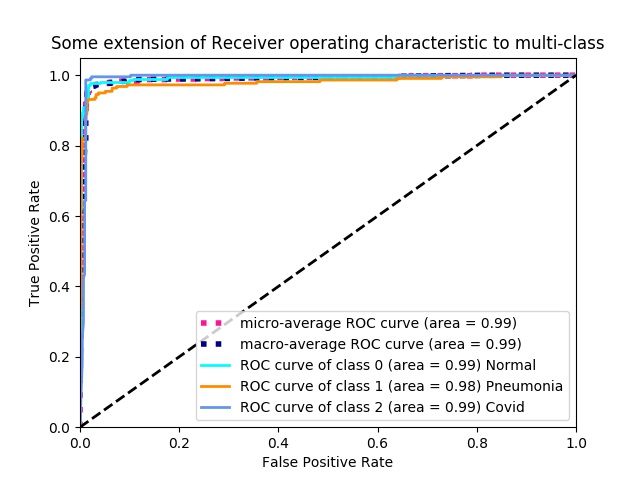 Some extension of Receiver operating characteristic to multi-class
1.0
0.8
0.6
0.4
0.2
0.0
True Positive Rate
micro-average ROC curve (area = 0.99)
macro-average ROC curve (area = 0.99)
ROC curve of class 0 (area = 0.99) Normal
ROC curve of class 1 (area = 0.98) Pneumonia
ROC curve of class 2 (area = 0.99) Covid
0.0 0.2 0.4 0.6 0.8 1.0
False Positive Rate